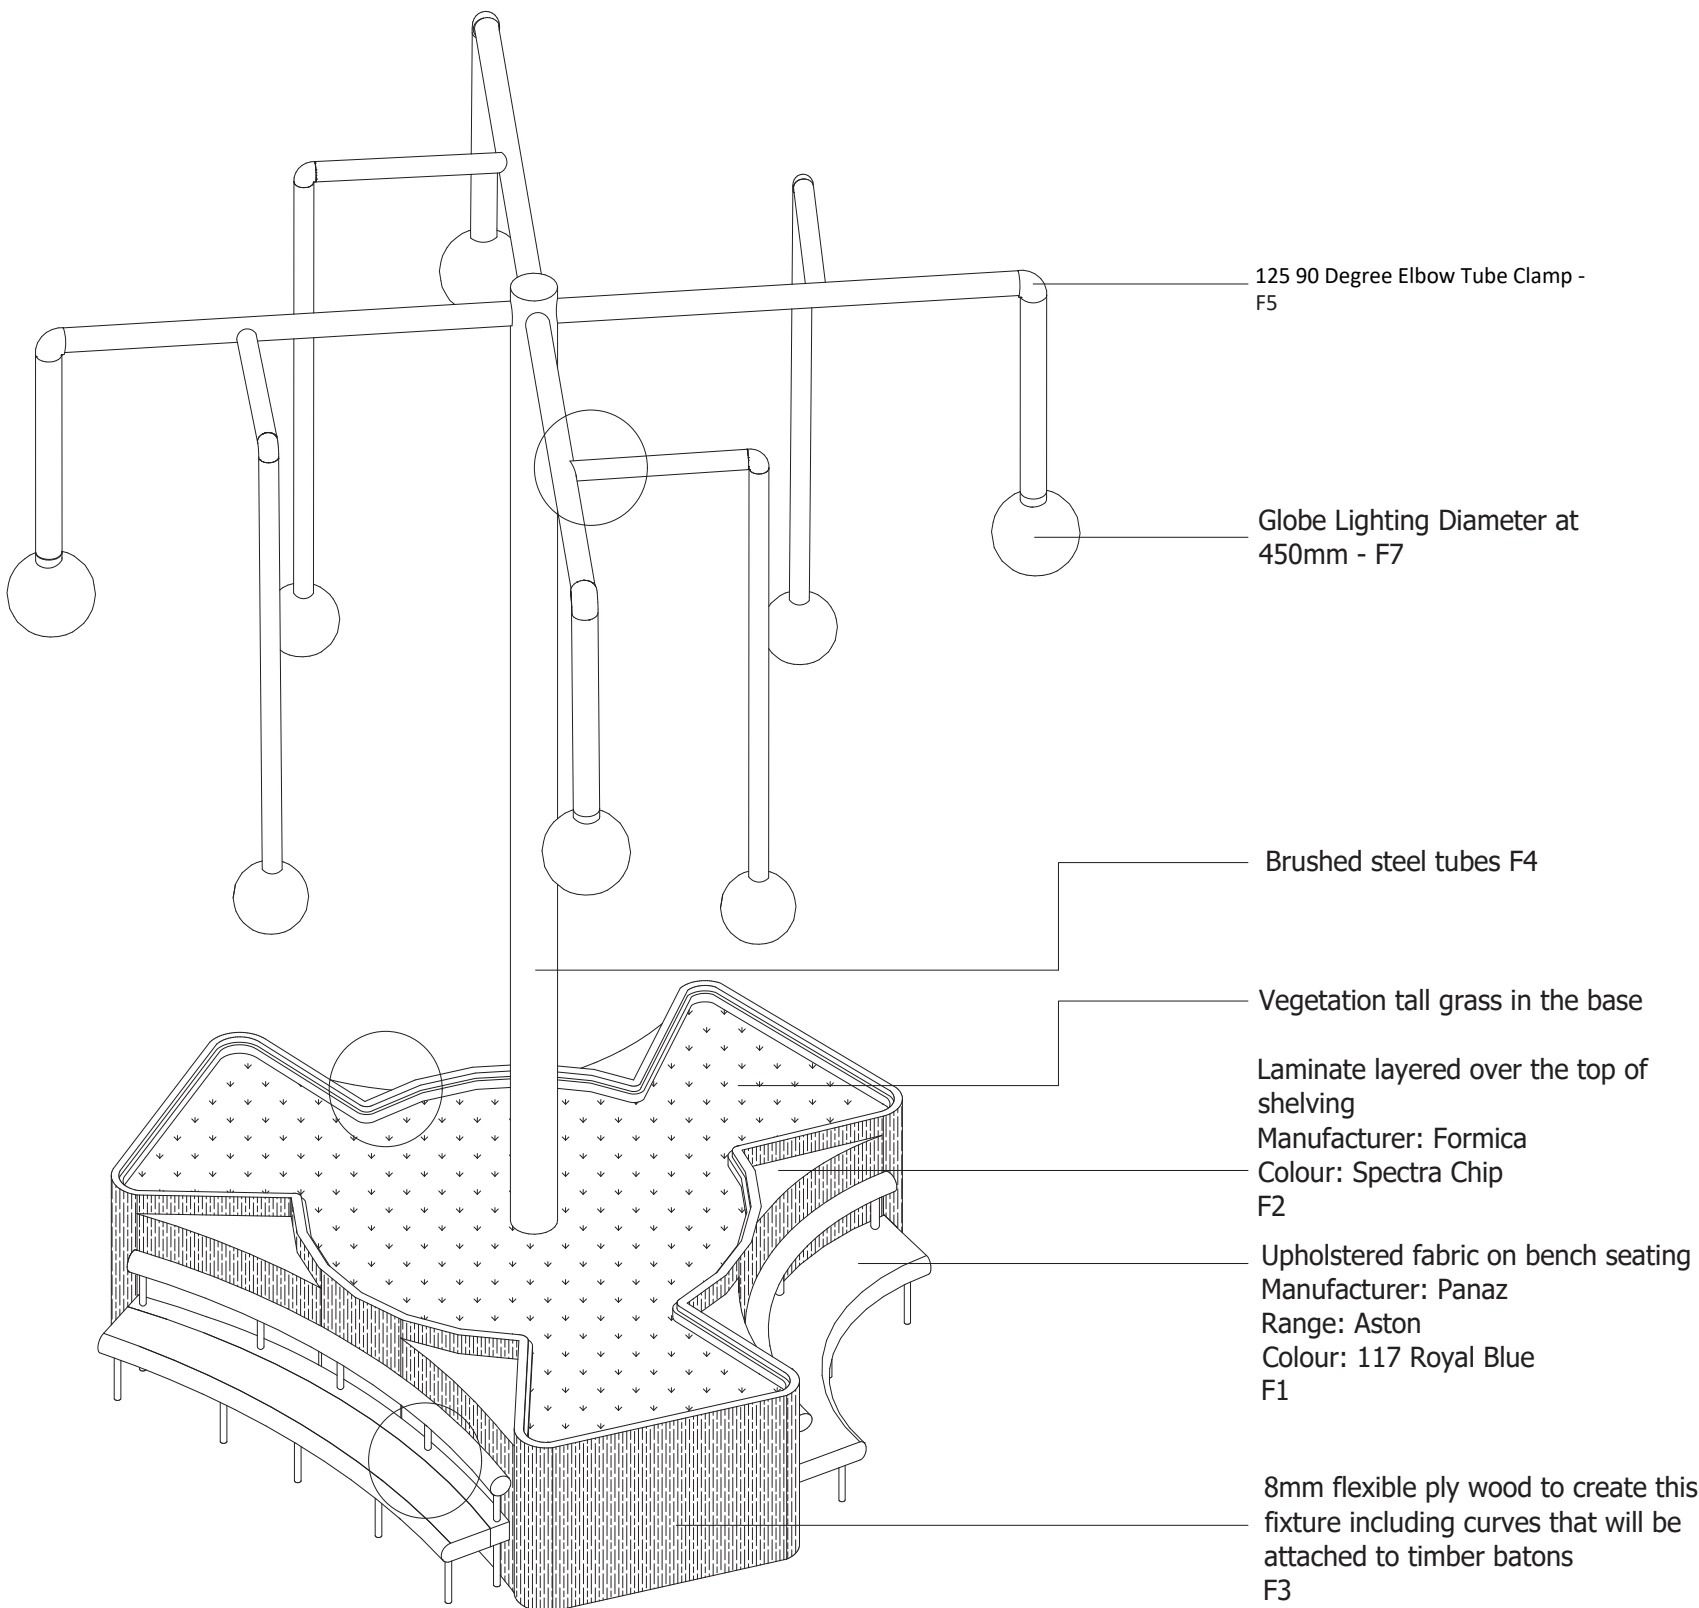 125 90 Degree Elbow Tube Clamp -
F5
Globe Lighting Diameter at
450mm - F7
Brushed steel tubes F4
Vegetation tall grass in the base
Laminate layered over the top of
shelving
Manufacturer: Formica
Colour: Spectra Chip
F2
Upholstered fabric on bench seating
Manufacturer: Panaz
Range: Aston
Colour: 117 Royal Blue
F1
8mm flexible ply wood to create this
fixture including curves that will be
attached to timber batons
F3